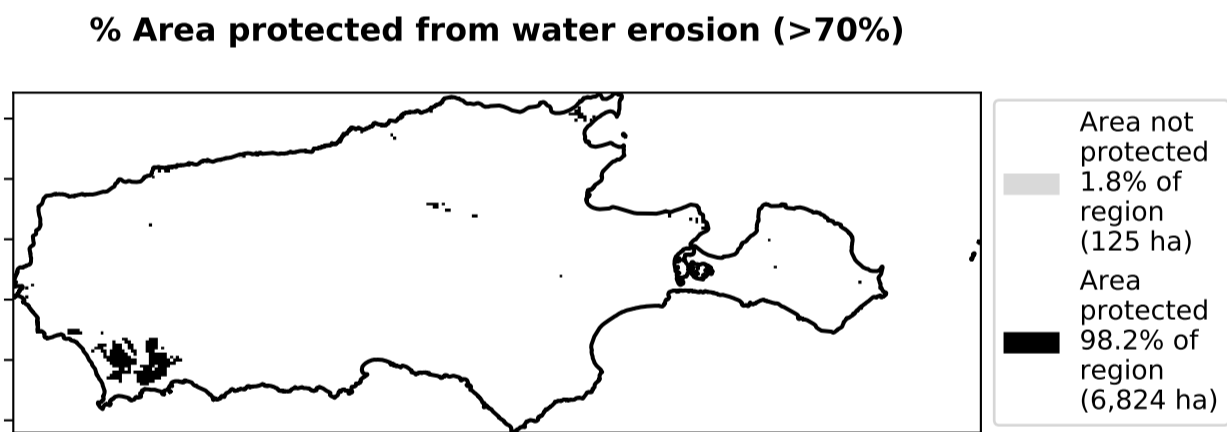 % Area protected from water erosion (>70%)
Area not
protected
1.8% of
region
(125 ha)
Area
protected
98.2% of
region
(6,824 ha)